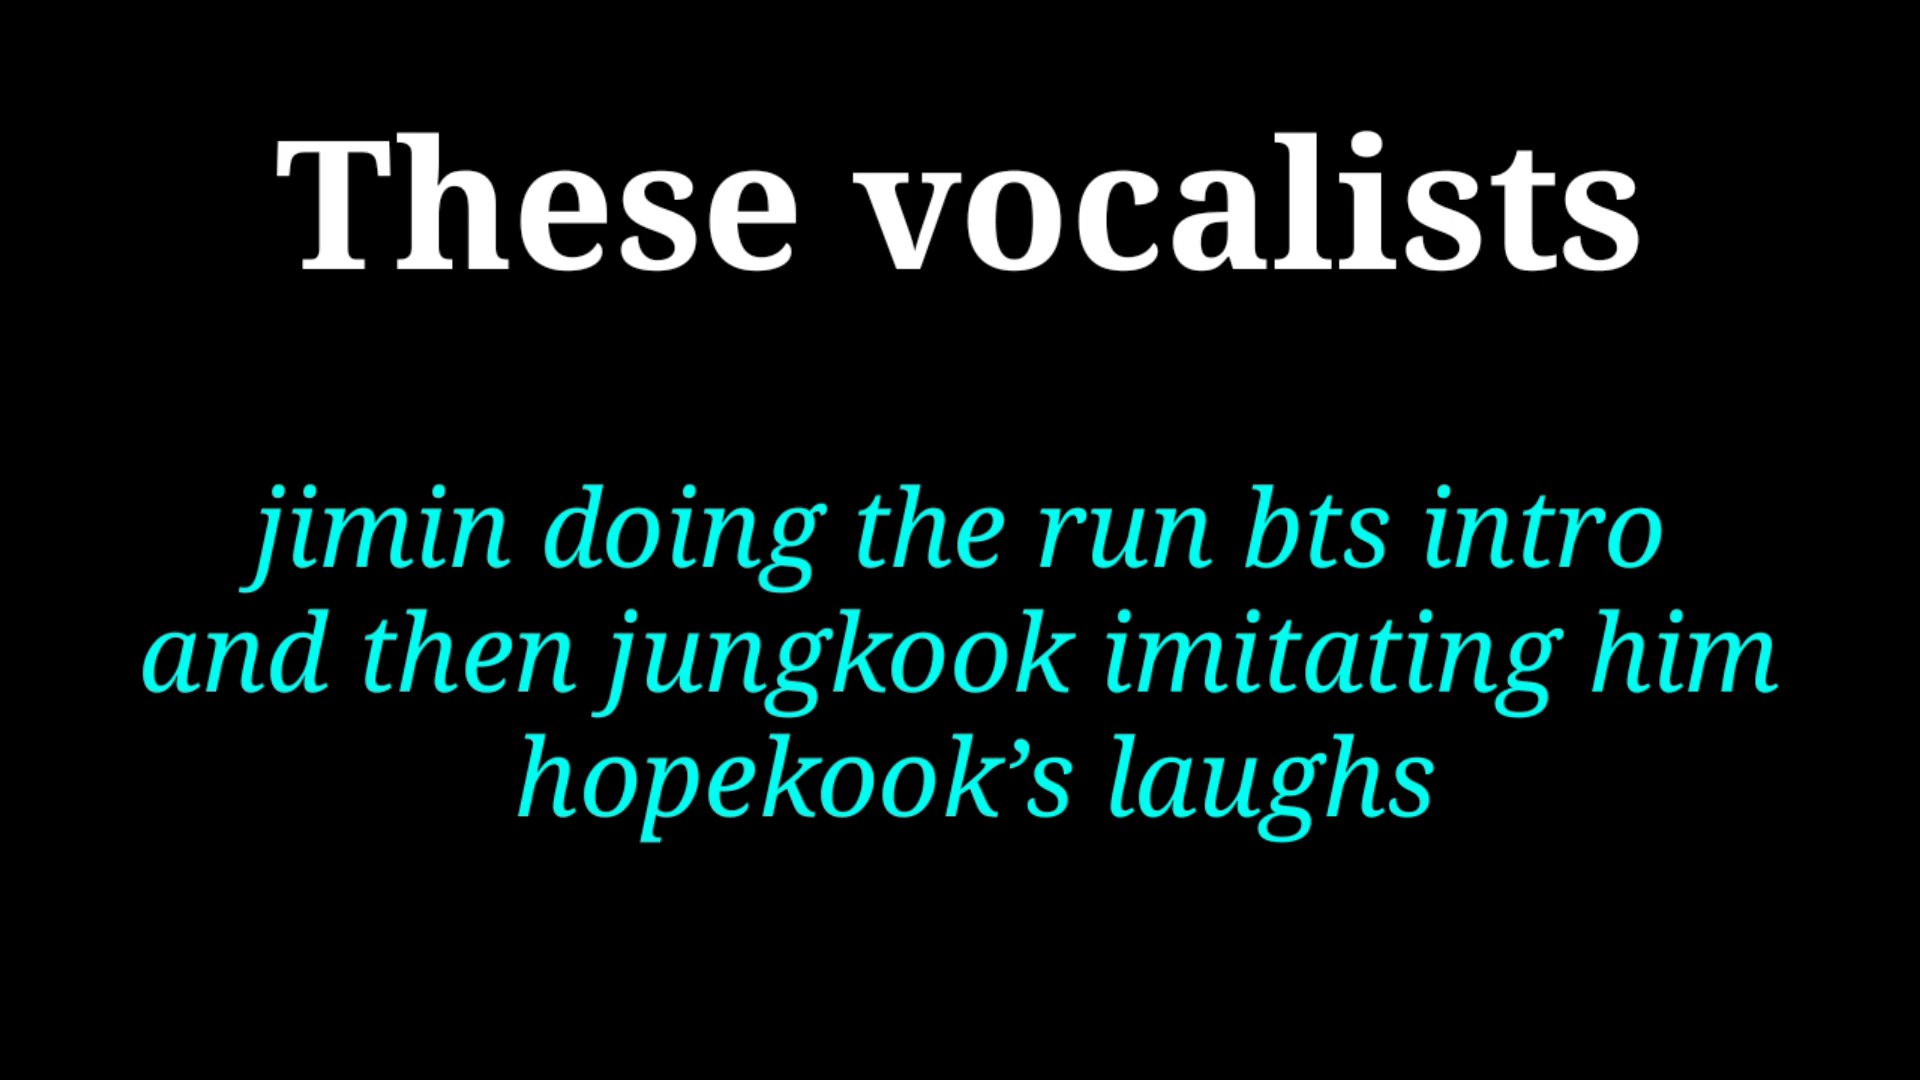 These vocalists
jimin doing the run bts intro
and then jungkook imitating him
hopekook’s laughs